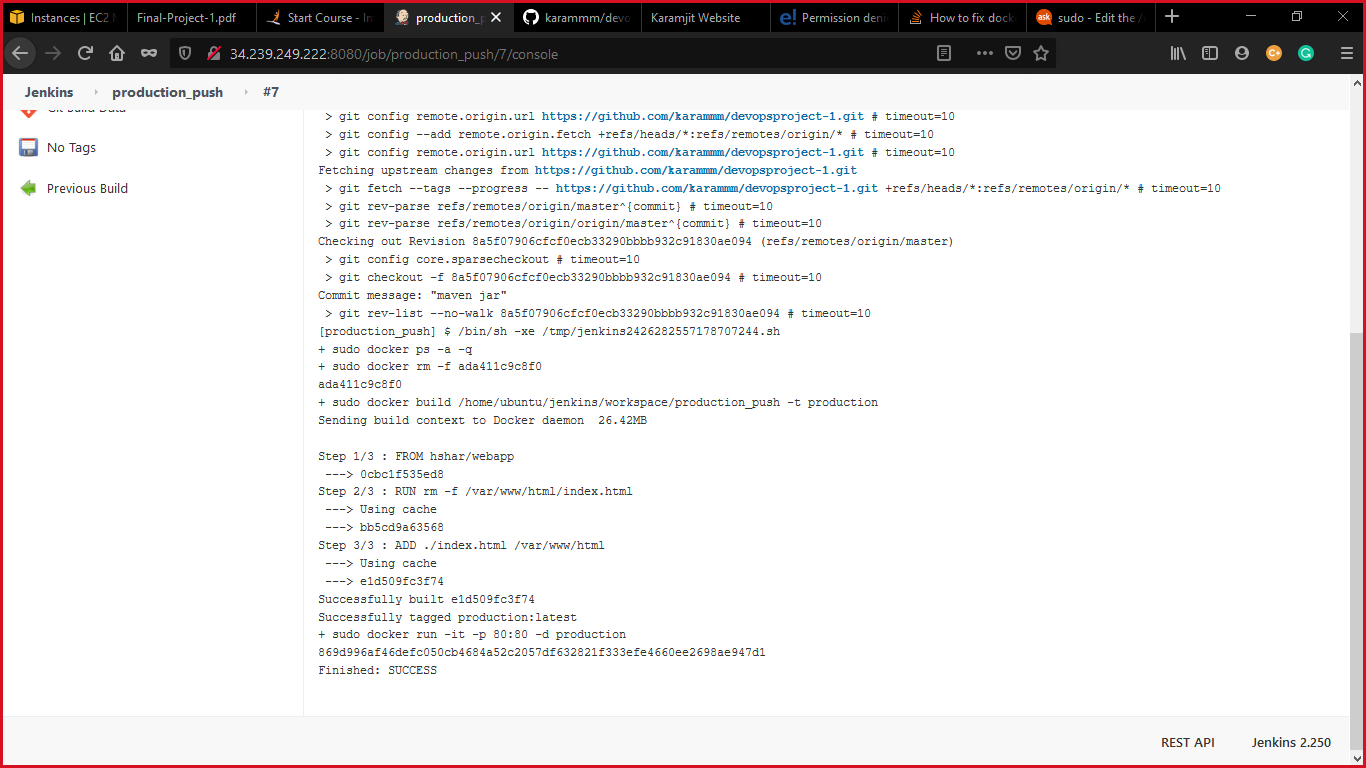 Instances | EC2 M
Final-Project-1.pdf
Start Course - In
production_p
karammm/devo
Karamjit Website
Permission deni
How to fix dock
sudo - Edit the /
34.239.249.222:8080/job/production_push/7/console
Jenkins
production_push
#7
Git Build Data
No Tags
Previous Build
> git config remote.origin.url https://github.com/karammm/devopsproject-1.git # timeout=10
> git config --add remote.origin.fetch +refs/heads/*:refs/remotes/origin/* # timeout=10
> git config remote.origin.url https://github.com/karammm/devopsproject-1.git # timeout=10
Fetching upstream changes from https://github.com/karammm/devopsproject-1.git
> git fetch --tags --progress -- https://github.com/karammm/devopsproject-1.git +refs/heads/*:refs/remotes/origin/* # timeout=10
> git rev-parse refs/remotes/origin/master^{commit} # timeout=10
> git rev-parse refs/remotes/origin/origin/master^{commit} # timeout=10
Checking out Revision 8a5f07906cfcf0ecb33290bbbb932c91830ae094 (refs/remotes/origin/master)
> git config core.sparsecheckout # timeout=10
> git checkout -f 8a5f07906cfcf0ecb33290bbbb932c91830ae094 # timeout=10
Commit message: "maven jar"
> git rev-list --no-walk 8a5f07906cfcf0ecb33290bbbb932c91830ae094 # timeout=10
[production_push] $ /bin/sh -xe /tmp/jenkins2426282557178707244.sh
+ sudo docker ps -a -q
+ sudo docker rm -f ada411c9c8f0
ada411c9c8f0
+ sudo docker build /home/ubuntu/jenkins/workspace/production_push -t production
Sending build context to Docker daemon  26.42MB
Step 1/3 : FROM hshar/webapp
---> 0cbc1f535ed8
Step 2/3 : RUN rm -f /var/www/html/index.html
---> Using cache
---> bb5cd9a63568
Step 3/3 : ADD ./index.html /var/www/html
---> Using cache
---> e1d509fc3f74
Successfully built e1d509fc3f74
Successfully tagged production:latest
+ sudo docker run -it -p 80:80 -d production
869d996af46defc050cb4684a52c2057df632821f333efe4660ee2698ae947d1
Finished: SUCCESS
REST API
Jenkins 2.250